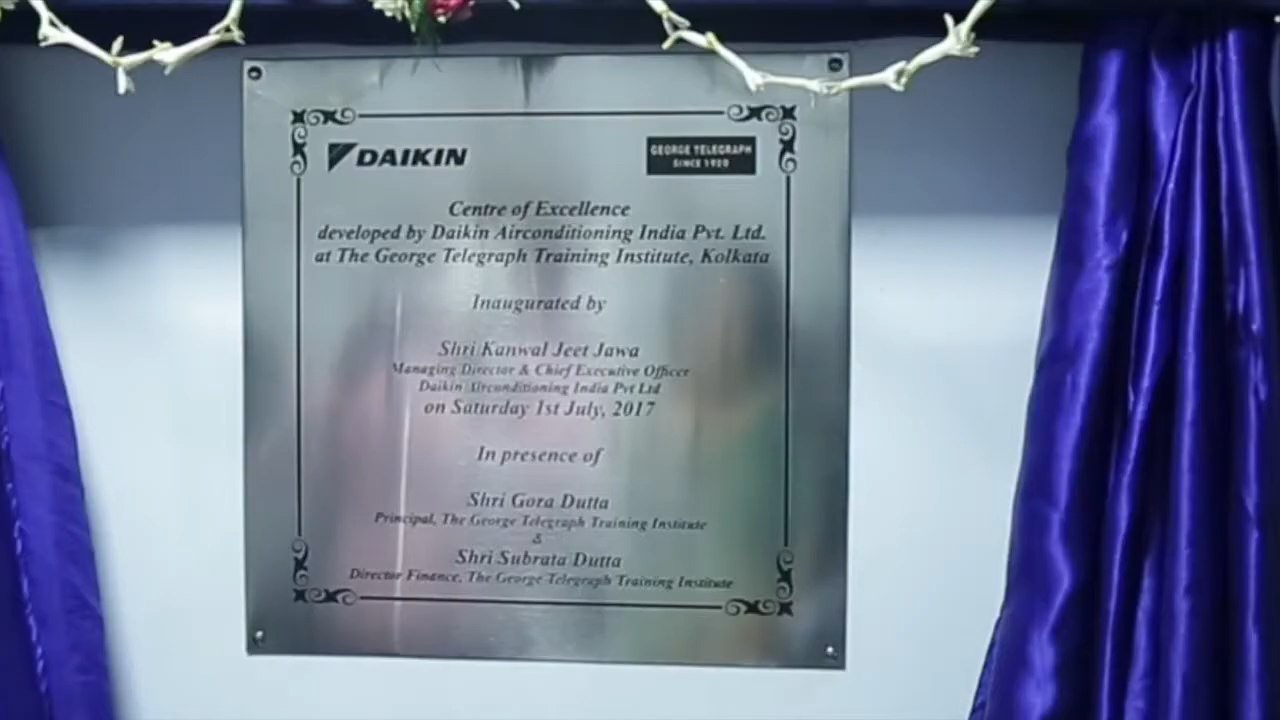 DAIKIN
GEORGE TELEGRAPH
SINCE 1920
Centre of Excellence
developed by Daikin Airconditioning India Pvt. Ltd.
at The George Telegraph Training Institute, Kolkata
Inaugurated by
Shri Kanwal Jeet Jawa
Managing Director & Chief Executive Officer
Daikin Airconditioning India Pvt Ltd
on Saturday 1st July, 2017
In presence of
Shri Gora Dutta
Principal, The George Telegraph Training Institute
&
Shri Subrata Dutta
Director Finance, The George Telegraph Training Institute